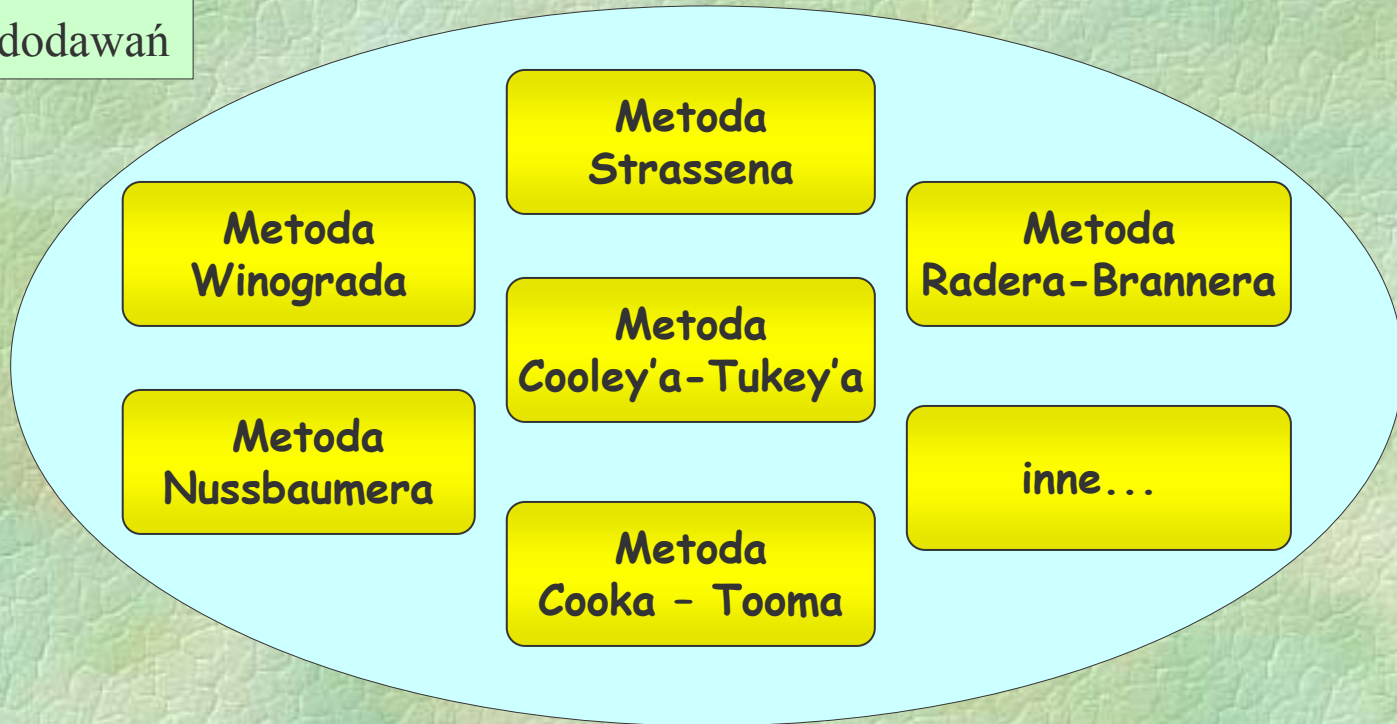 dodawań
Metoda
Strassena
Metoda
Winograda
Metoda
Radera-Brannera
Metoda
Cooley'a-Tukey'a
Metoda
Nussbaumera
inne...
Metoda
Cooka – Tooma